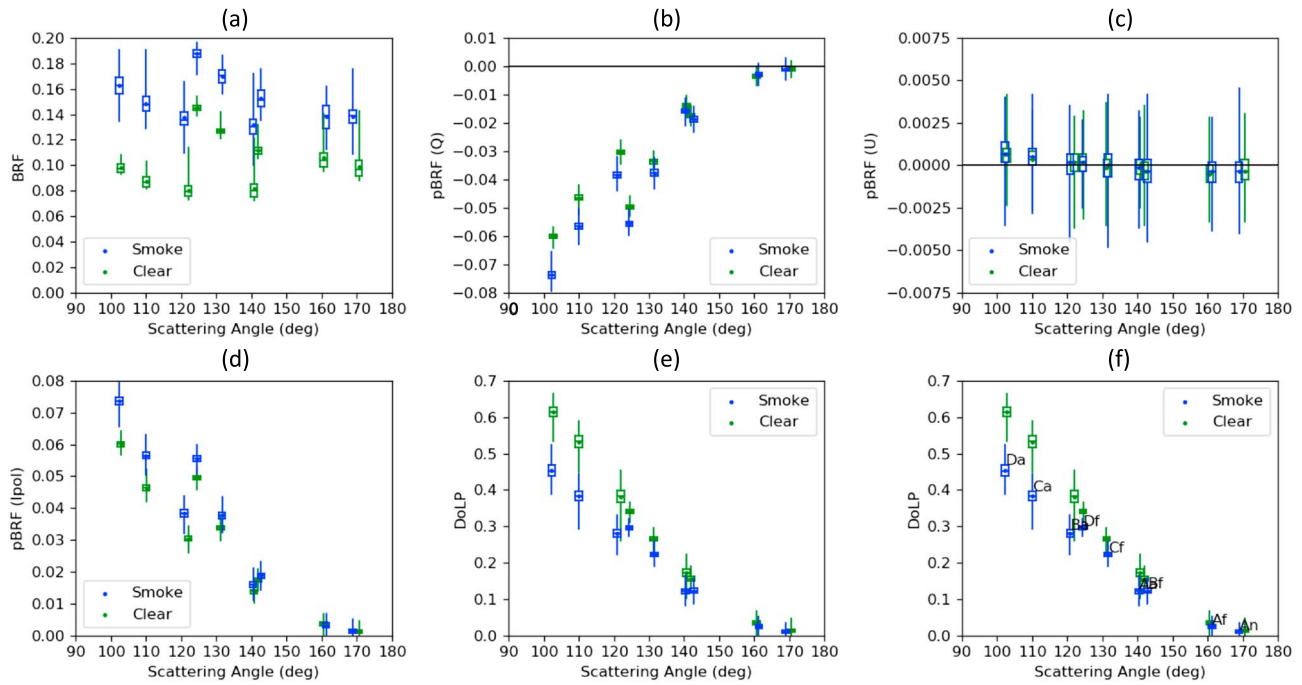 (a)
0.20
0.18
0.16
0.14
0.12
0.10
0.08
0.06
0.04
0.02
0.00
BRF
Smoke
Clear
90 100 110 120 130 140 150 160 170 180
Scattering Angle (deg)
(b)
0.01
0.00
−0.01
−0.02
−0.03
−0.04
−0.05
−0.06
−0.07
−0.08
pBRF (Q)
Smoke
Clear
90 100 110 120 130 140 150 160 170 180
0
Scattering Angle (deg)
(c)
0.0075
0.0050
0.0025
0.0000
−0.0025
−0.0050
−0.0075
pBRF (U)
Smoke
Clear
90 100 110 120 130 140 150 160 170 180
Scattering Angle (deg)
(d)
0.08
0.07
0.06
0.05
0.04
0.03
0.02
0.01
0.00
pBRF (Ipol)
Smoke
Clear
90 100 110 120 130 140 150 160 170 180
Scattering Angle (deg)
(e)
0.7
0.6
0.5
0.4
0.3
0.2
0.1
0.0
DoLP
Smoke
Clear
90 100 110 120 130 140 150 160 170 180
Scattering Angle (deg)
(f)
0.7
0.6
0.5
0.4
0.3
0.2
0.1
0.0
DoLP
Smoke
Clear
Da
Ca
Ba
Df
Cf
Aa
Bf
Af
An
90 100 110 120 130 140 150 160 170 180
Scattering Angle (deg)